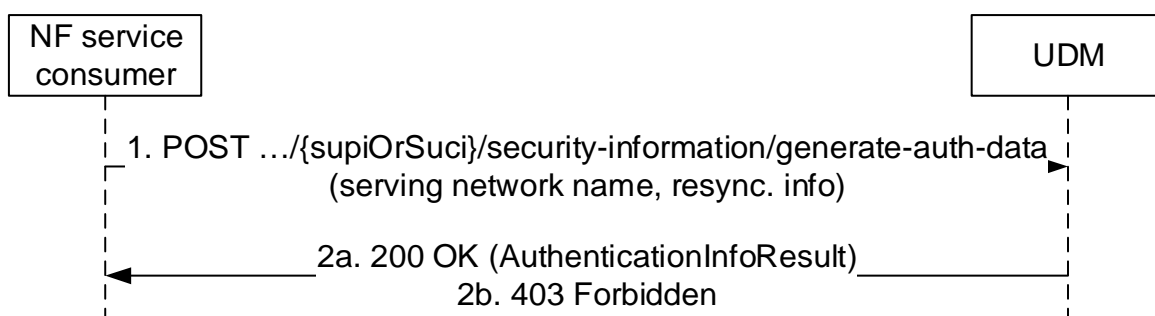 NF service
consumer
UDM
1. POST …/{supiOrSuci}/security-information/generate-auth-data
(serving network name, resync. info)
2a. 200 OK (AuthenticationInfoResult)
2b. 403 Forbidden